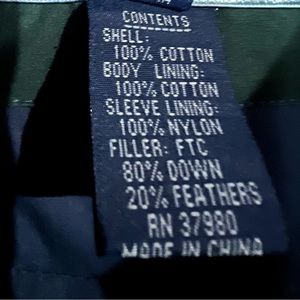 CONTENTS
SHELL:
100% COTTON
BODY LINING:
100% COTTON
SLEEVE LINING:
100% NYLON
FILLER: FTC
80% DOWN
20% FEATHERS
RN 37980
MADE IN CHINA